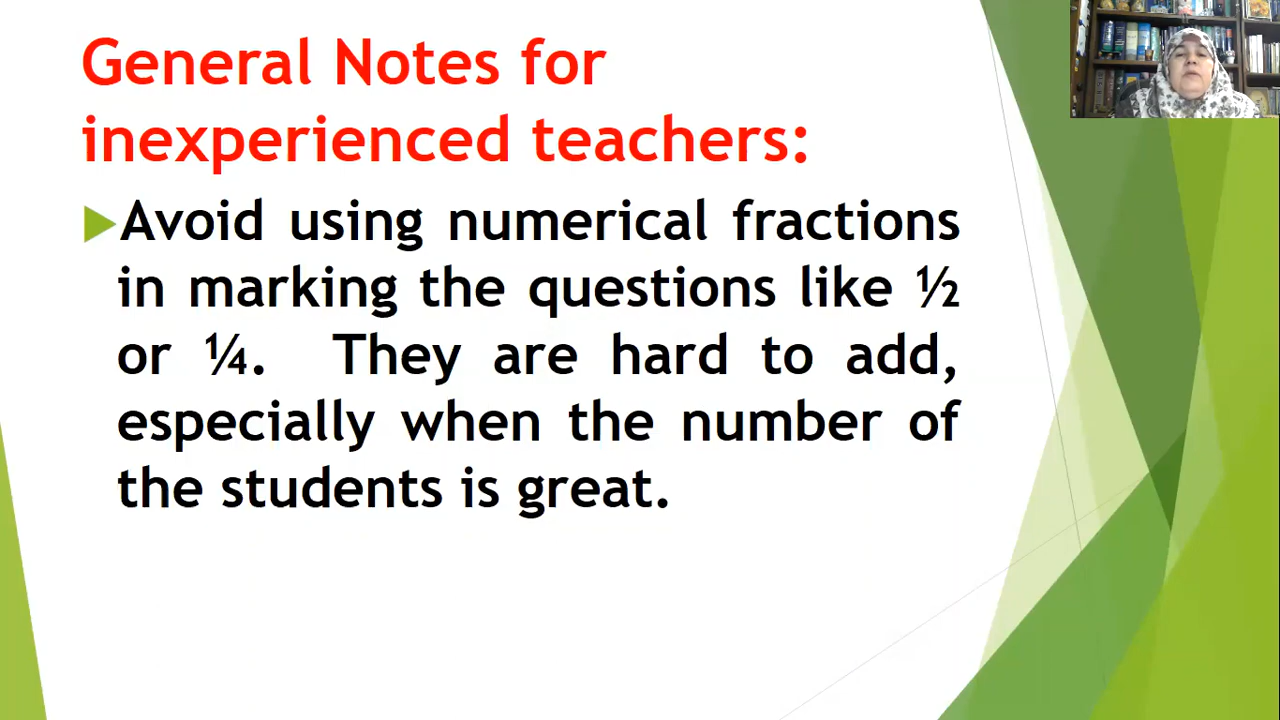 General Notes for
inexperienced teachers:
Avoid using numerical fractions
in marking the questions like ½
or ¼. They are hard to add,
especially when the number of
the students is great.